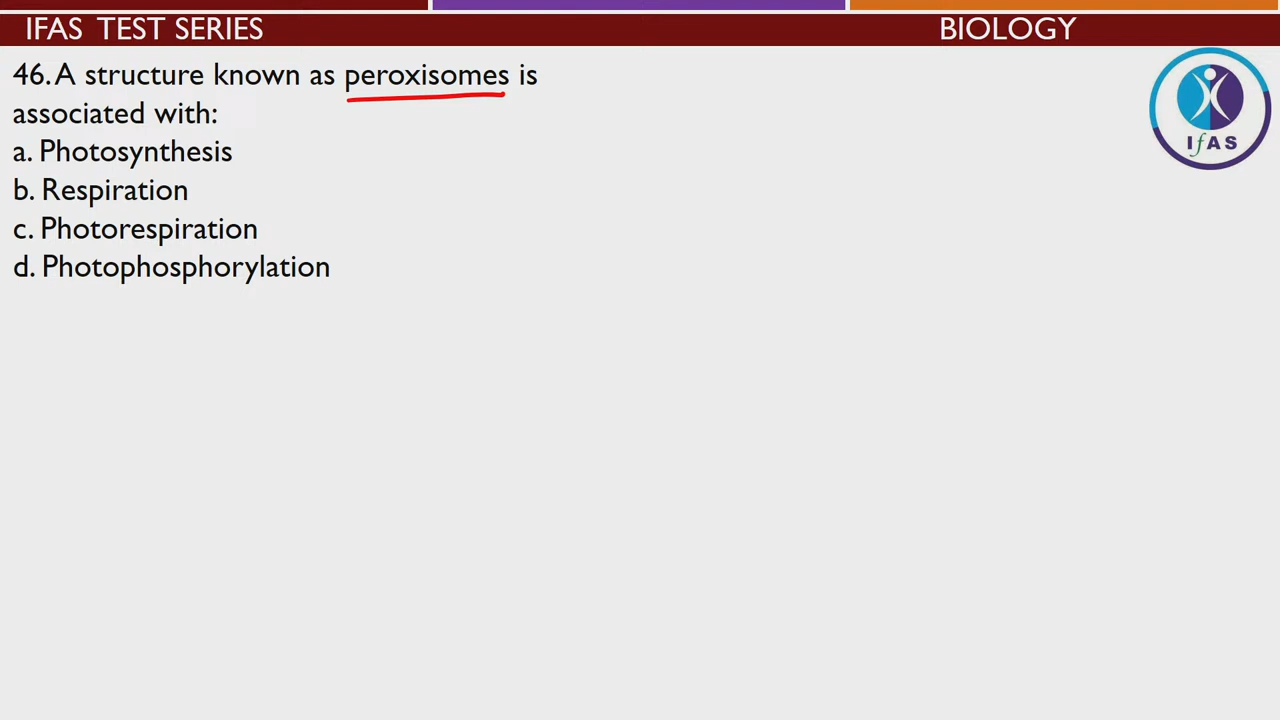 IFAS TEST SERIES
BIOLOGY
46. A structure known as peroxisomes is
associated with:
a. Photosynthesis
b. Respiration
c. Photorespiration
d. Photophosphorylation
IfAS